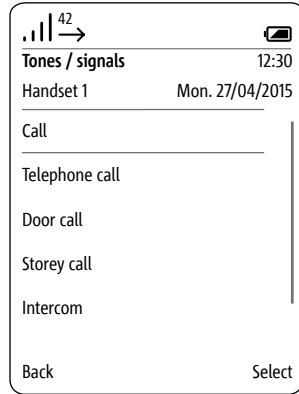 42
Tones / signals 12:30
Handset 1 Mon. 27/04/2015
Call
Telephone call
Door call
Storey call
Intercom
Back Select